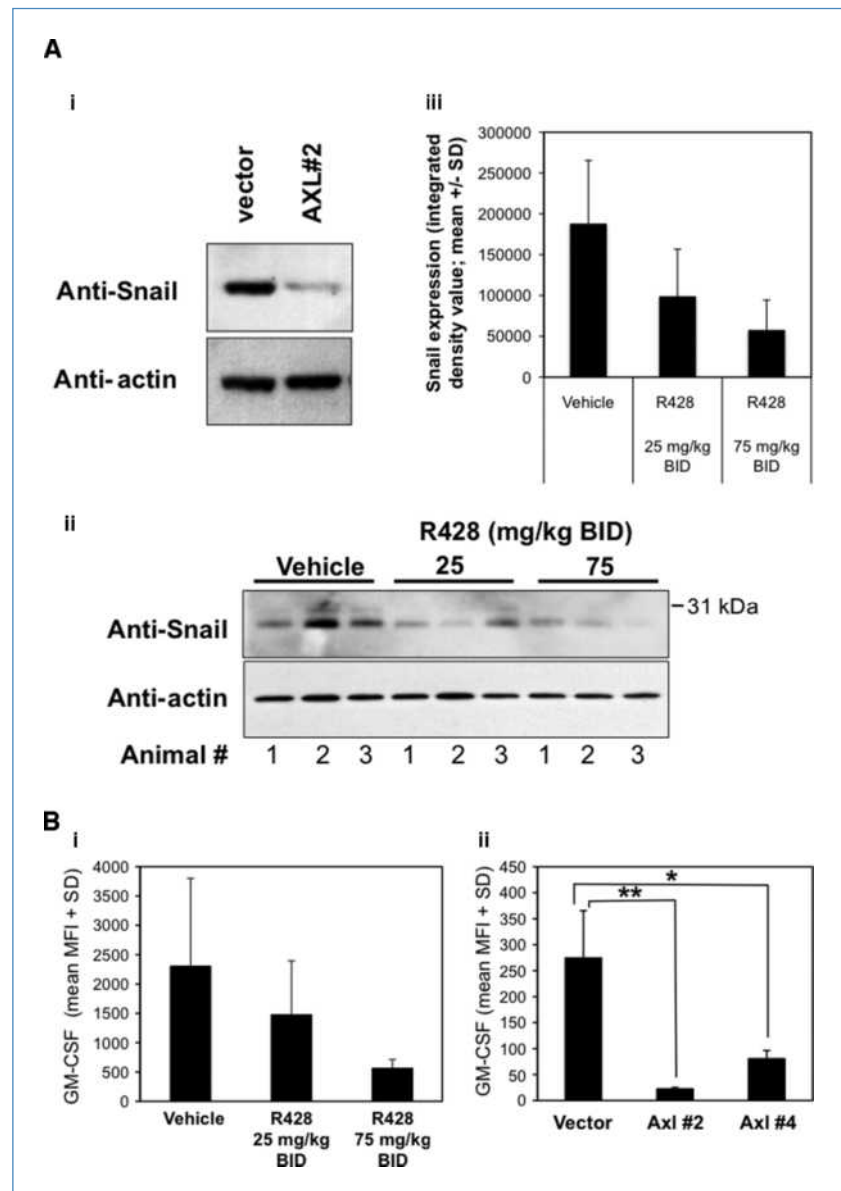 A
i
vector
AXL#2
Anti-Snail
Anti-actin
iii
Snail expression (integrated
density value; mean +/- SD)
300000
250000
200000
150000
100000
50000
0
Vehicle
R428
25 mg/kg
BID
R428
75 mg/kg
BID
ii
R428 (mg/kg BID)
Vehicle 25 75
Anti-Snail
31 kDa
Anti-actin
Animal # 1 2 3 1 2 3 1 2 3
B
i
GM-CSF (mean MFI + SD)
4000
3500
3000
2500
2000
1500
1000
500
0
Vehicle
R428
25 mg/kg
BID
R428
75 mg/kg
BID
ii
GM-CSF (mean MFI + SD)
450
400
350
300
250
200
150
100
50
0
*
**
Vector Axl #2 Axl #4